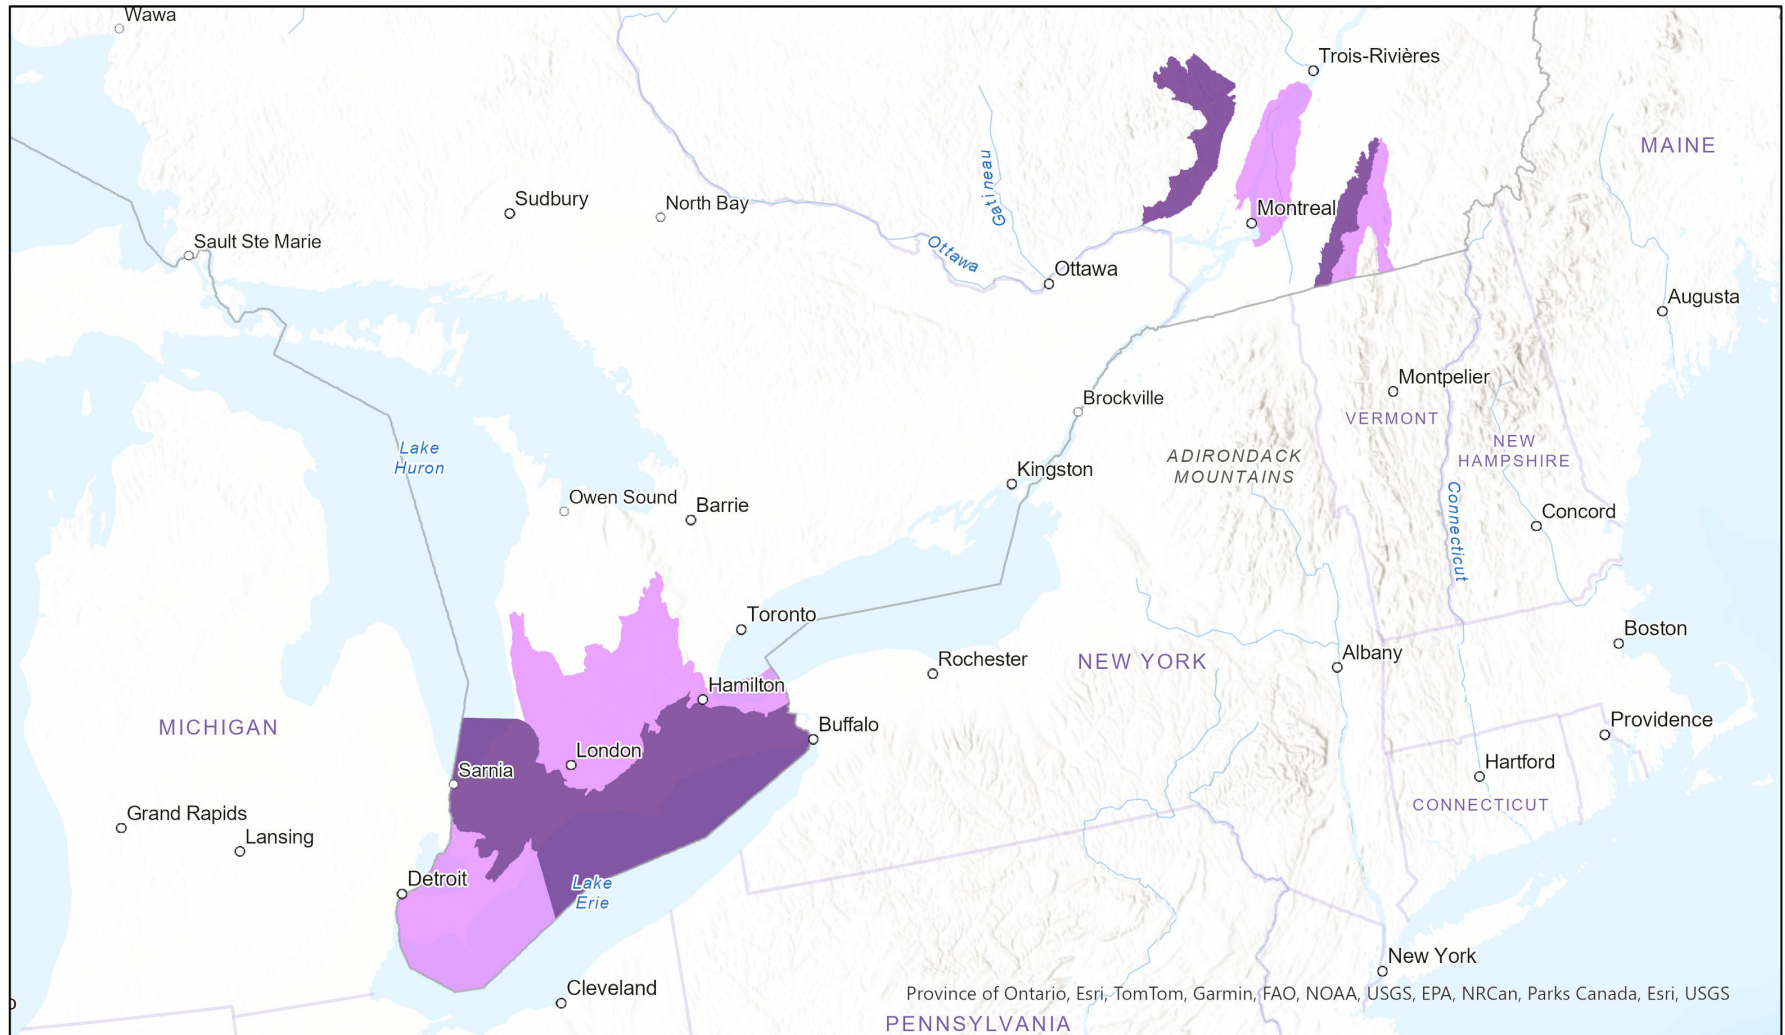 Wawa
Trois-Rivières
MAINE
Gatineau
Sudbury
North Bay
Montreal
Sault Ste Marie
Ottawa
Ottawa
Augusta
Montpelier
Brockville
VERMONT
Lake
Huron
NEW
HAMPSHIRE
ADIRONDACK
MOUNTAINS
Kingston
Owen Sound
Barrie
Connecticut
Concord
Toronto
Boston
Rochester
NEW YORK
Albany
Hamilton
MICHIGAN
Buffalo
Providence
London
Sarnia
Hartford
CONNECTICUT
Grand Rapids
Lansing
Detroit
Lake
Erie
New York
Cleveland
Province of Ontario, Esri, TomTom, Garmin, FAO, NOAA, USGS, EPA, NRCan, Parks Canada, Esri, USGS
PENNSYLVANIA